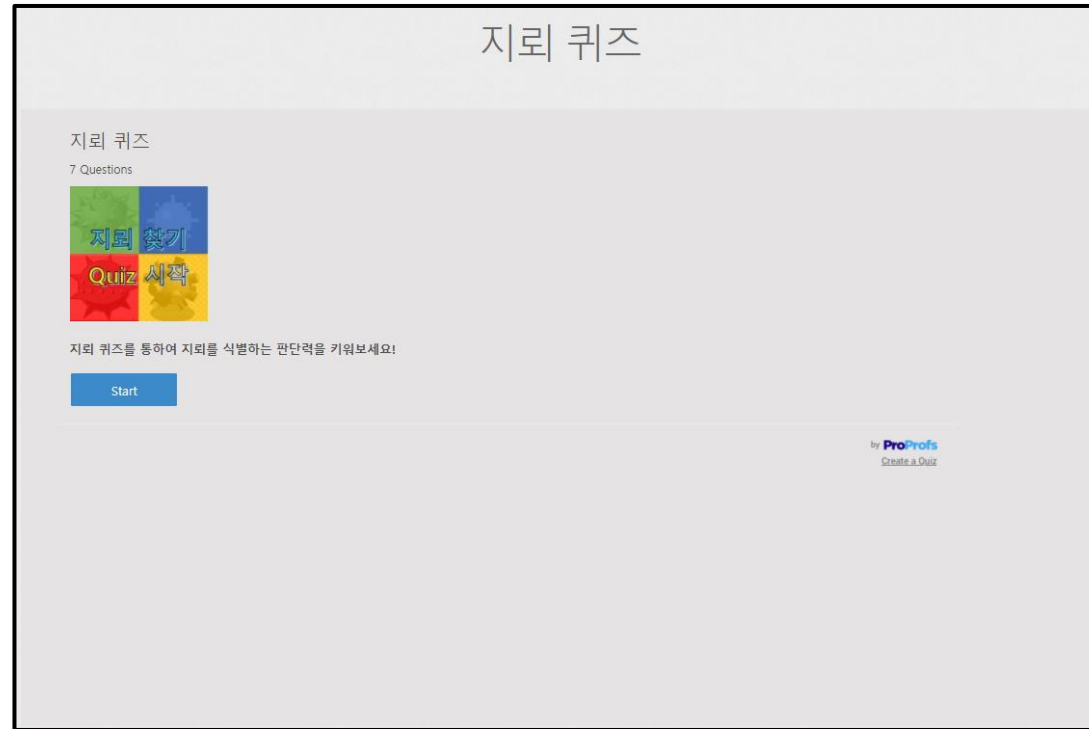 지뢰 퀴즈
지뢰 퀴즈
7 Questions
지뢰 찾기
Quiz 시작
지뢰 퀴즈를 통하여 지뢰를 식별하는 판단력을 키워보세요!
Start
by ProProfs
Create a Quiz